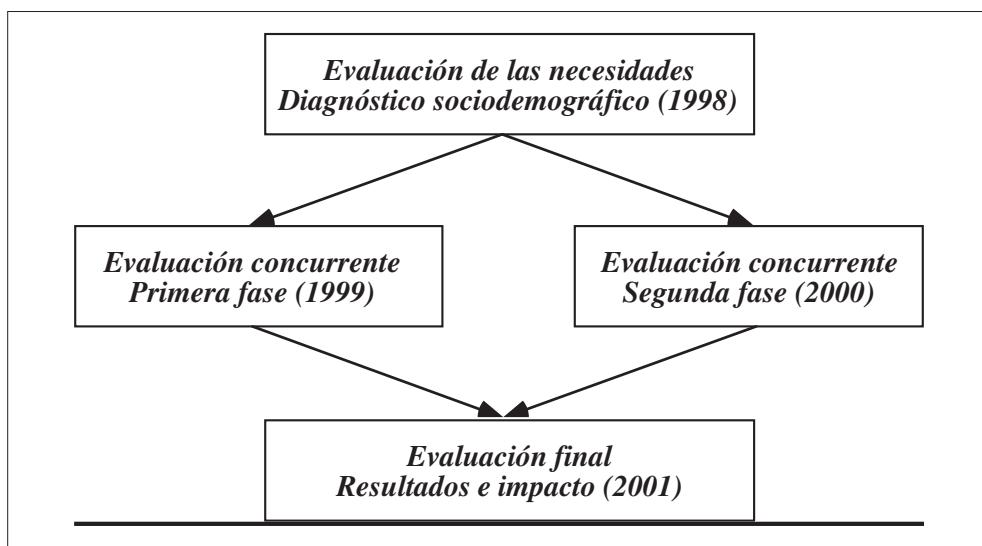 Evaluación de las necesidades
Diagnóstico sociodemográfico (1998)
Evaluación concurrente
Primera fase (1999)
Evaluación concurrente
Segunda fase (2000)
Evaluación final
Resultados e impacto (2001)